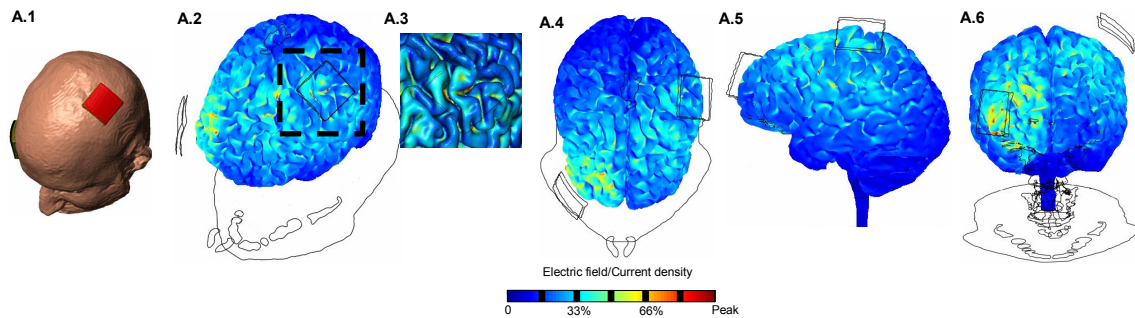 A.1
A.2
A.3
A.4
A.5
A.6
Electric field/Current density
0 33% 66% Peak